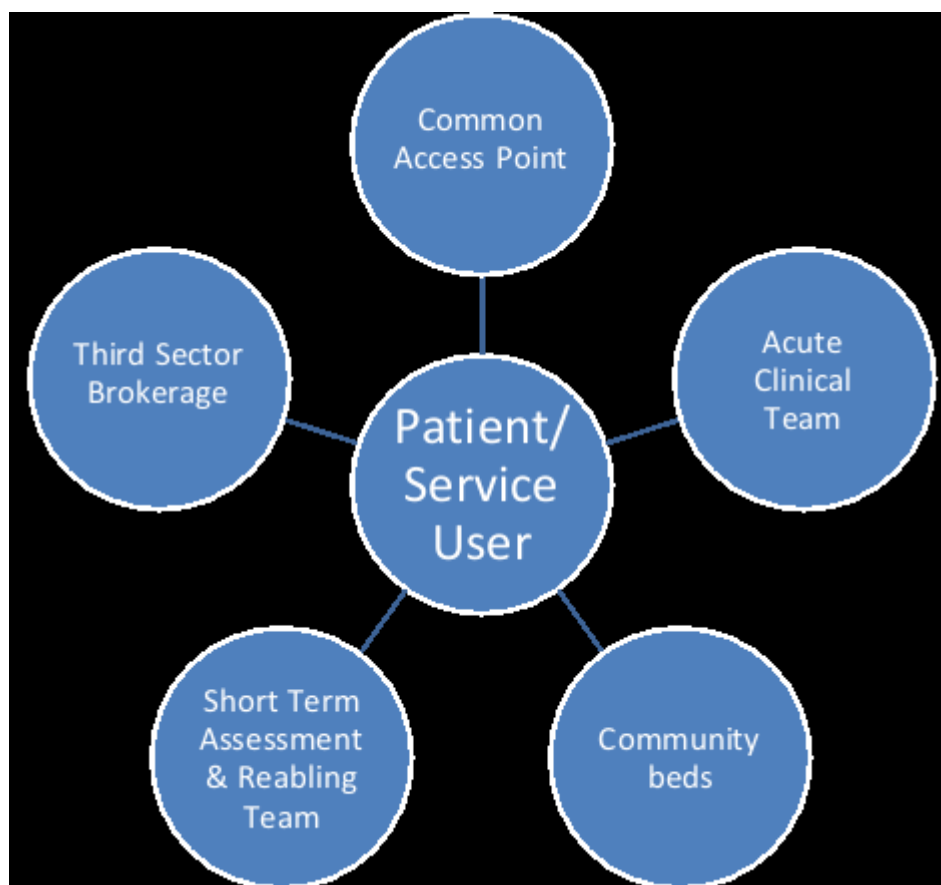 Common
Access Point
Third Sector
Brokerage
Acute
Clinical
Team
Patient/
Service
User
Short Term
Assessment
& Reabling
Team
Community
beds